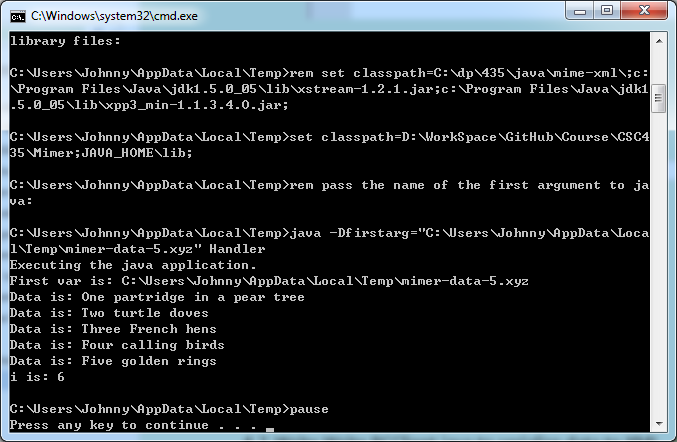 C:\Windows\system32\cmd.exe
library files:
C:\Users\Johnny\AppData\Local\Temp>rem set classpath=C:\dp\435\java\mime-xml\;c:
\Program Files\Java\jdk1.5.0_05\lib\xstream-1.2.1.jar;c:\Program Files\Java\jdk1
.5.0_05\lib\xpp3_min-1.1.3.4.O.jar;
C:\Users\Johnny\AppData\Local\Temp>set classpath=D:\WorkSpace\GitHub\Course\CSC4
35\Mimer;JAVA_HOME\lib;
C:\Users\Johnny\AppData\Local\Temp>rem pass the name of the first argument to ja
va:
C:\Users\Johnny\AppData\Local\Temp>java -Dfirstarg="C:\Users\Johnny\AppData\Loca
l\Temp\mimer-data-5.xyz" Handler
Executing the java application.
First var is: C:\Users\Johnny\AppData\Local\Temp\mimer-data-5.xyz
Data is: One partridge in a pear tree
Data is: Two turtle doves
Data is: Three French hens
Data is: Four calling birds
Data is: Five golden rings
i is: 6
C:\Users\Johnny\AppData\Local\Temp>pause
Press any key to continue . . .